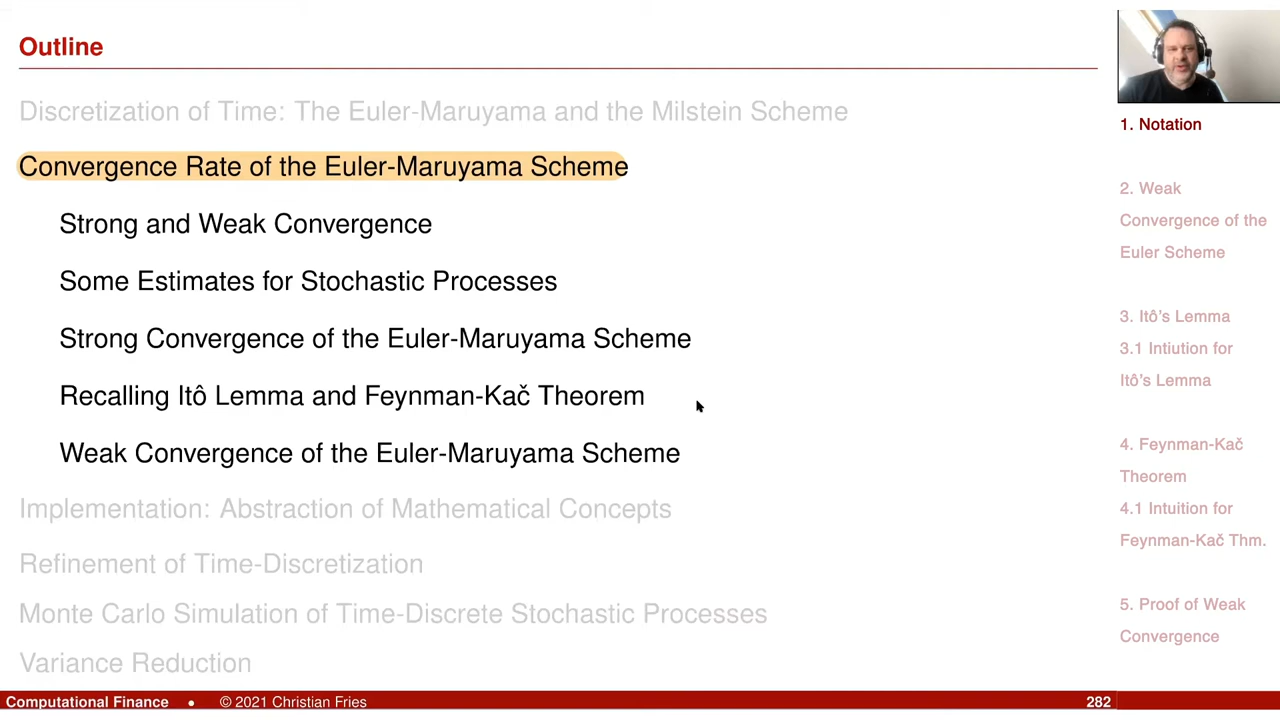 Outline
Discretization of Time: The Euler-Maruyama and the Milstein Scheme
Convergence Rate of the Euler-Maruyama Scheme
Strong and Weak Convergence
Some Estimates for Stochastic Processes
Strong Convergence of the Euler-Maruyama Scheme
Recalling Itô Lemma and Feynman-Kač Theorem
Weak Convergence of the Euler-Maruyama Scheme
Implementation: Abstraction of Mathematical Concepts
Refinement of Time-Discretization
Monte Carlo Simulation of Time-Discrete Stochastic Processes
Variance Reduction
1. Notation
2. Weak
Convergence of the
Euler Scheme
3. Itô's Lemma
3.1 Intiution for
Itô's Lemma
4. Feynman-Kač
Theorem
4.1 Intuition for
Feynman-Kač Thm.
5. Proof of Weak
Convergence
Computational Finance • © 2021 Christian Fries 282